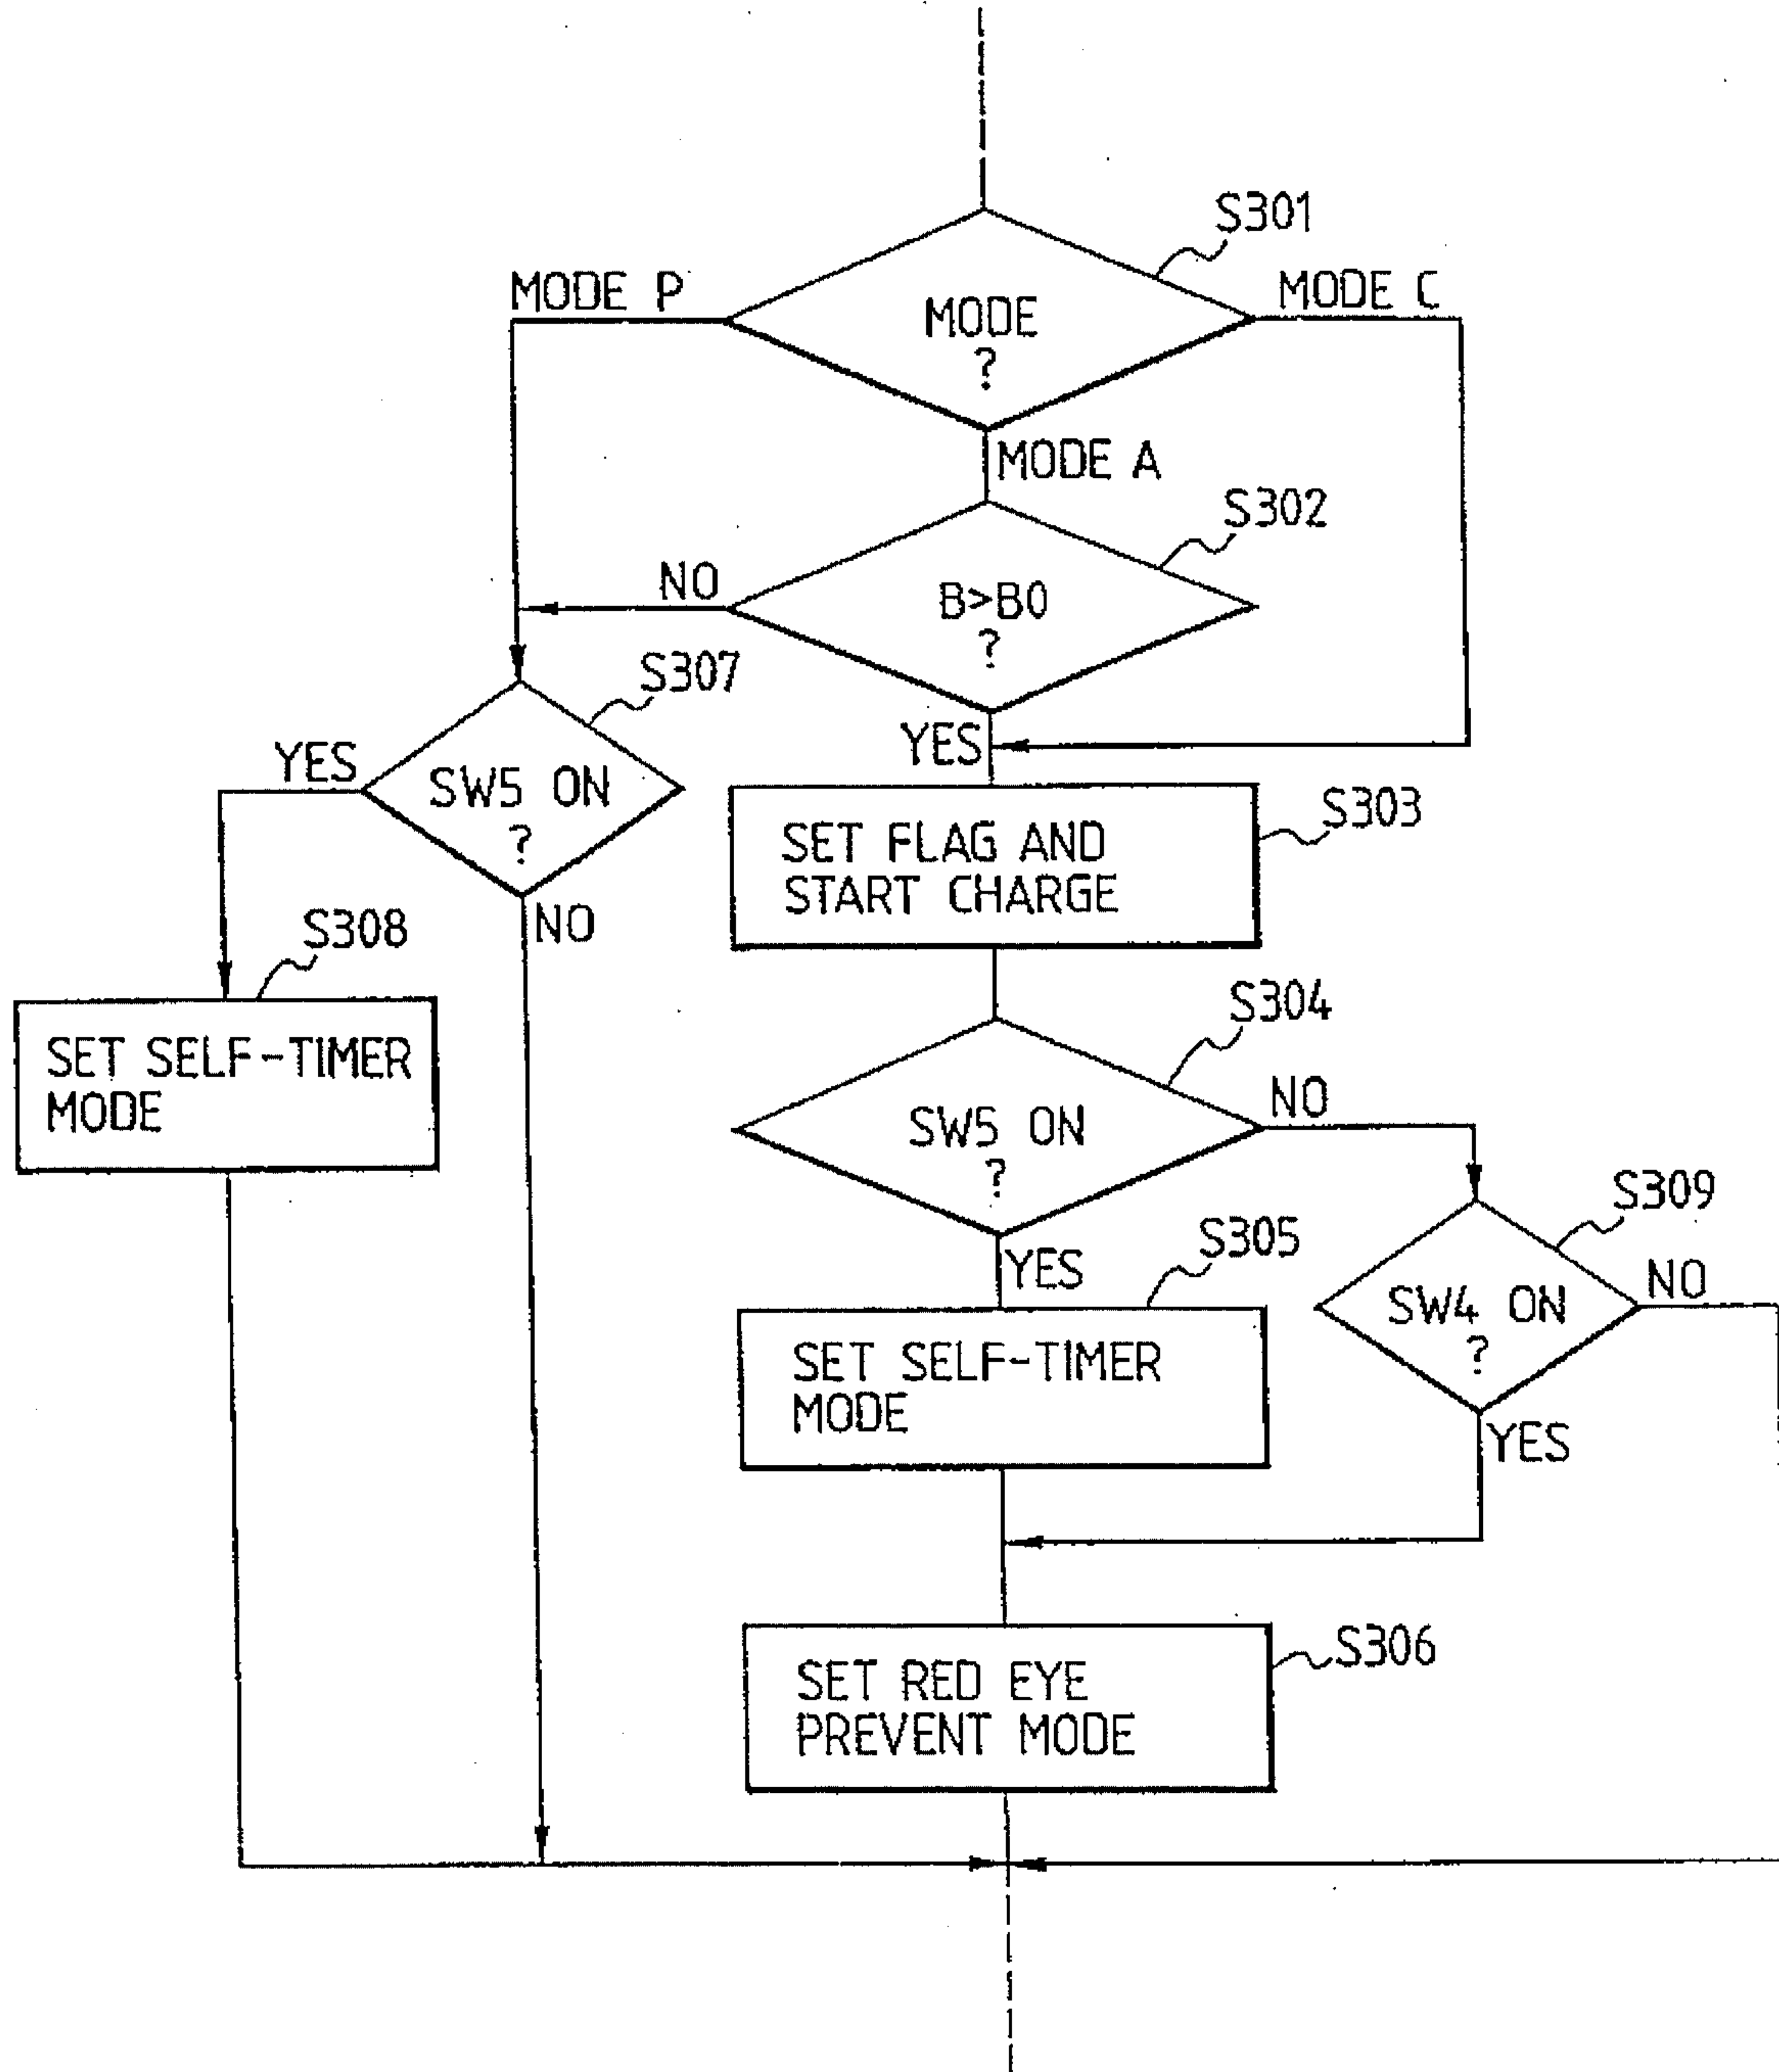 S301
MODE P
MODE C
MODE
?
MODE A
S302
NO
B>B0
?
S307
YES
YES
SW5 ON
?
S303
SET FLAG AND
START CHARGE
NO
S308
S304
SET SELF-TIMER
MODE
NO
SW5 ON
?
S309
S305
YES
NO
SW4 ON
?
SET SELF-TIMER
MODE
YES
S306
SET RED EYE
PREVENT MODE